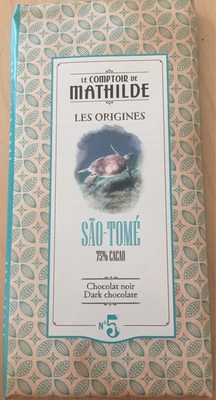 LE COMPTOIR DE
MATHILDE
LES ORIGINES
SÃO-TOMÉ
75% CACAO
Chocolat noir
Dark chocolate
N°5